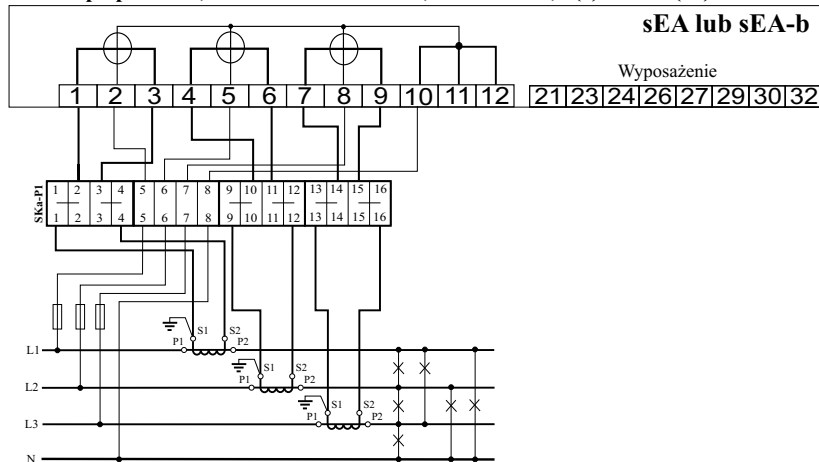 sEA lub sEA-b
Wyposażenie
1 2 3 4 5 6 7 8 9 10 11 12 21 23 24 26 27 29 30 32
SKa-P1
1 2 3 4 5 6 7 8 9 10 11 12 13 14 15 16
1 2 3 4 5 6 7 8 9 10 11 12 13 14 15 16
S1 S2
L1 P1 P2
S1 S2
L2 P1 P2
S1 S2
L3 P1 P2
N